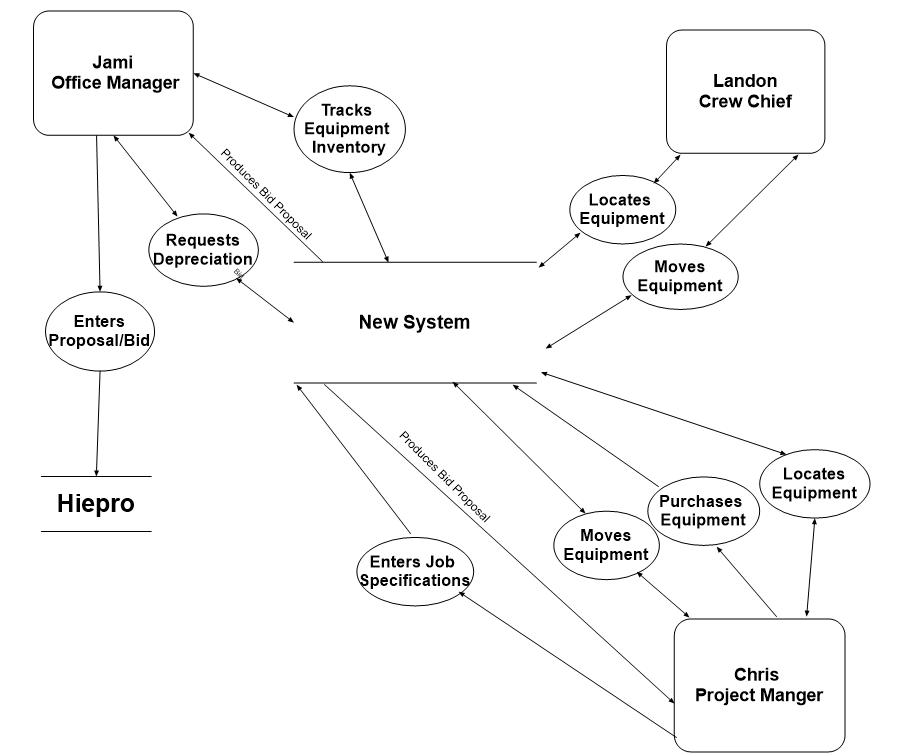 Jami
Office Manager
Landon
Crew Chief
Tracks
Equipment
Inventory
Produces Bid Proposal
Locates
Equipment
Requests
Depreciation
Moves
Equipment
Enters
Proposal/Bid
New System
Hiepro
Produces Bid Proposal
Locates
Equipment
Purchases
Equipment
Moves
Equipment
Enters Job
Specifications
Chris
Project Manger